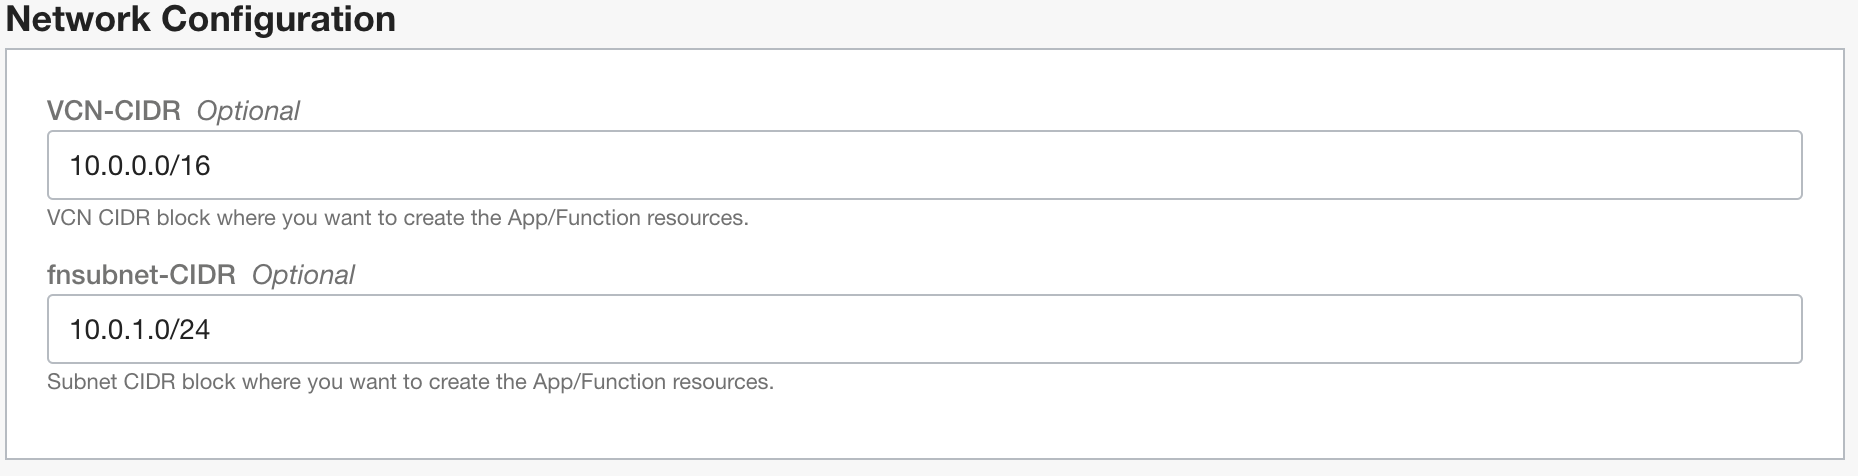 Network Configuration
VCN-CIDR Optional
10.0.0.0/16
VCN CIDR block where you want to create the App/Function resources.
fnsubnet-CIDR Optional
10.0.1.0/24
Subnet CIDR block where you want to create the App/Function resources.